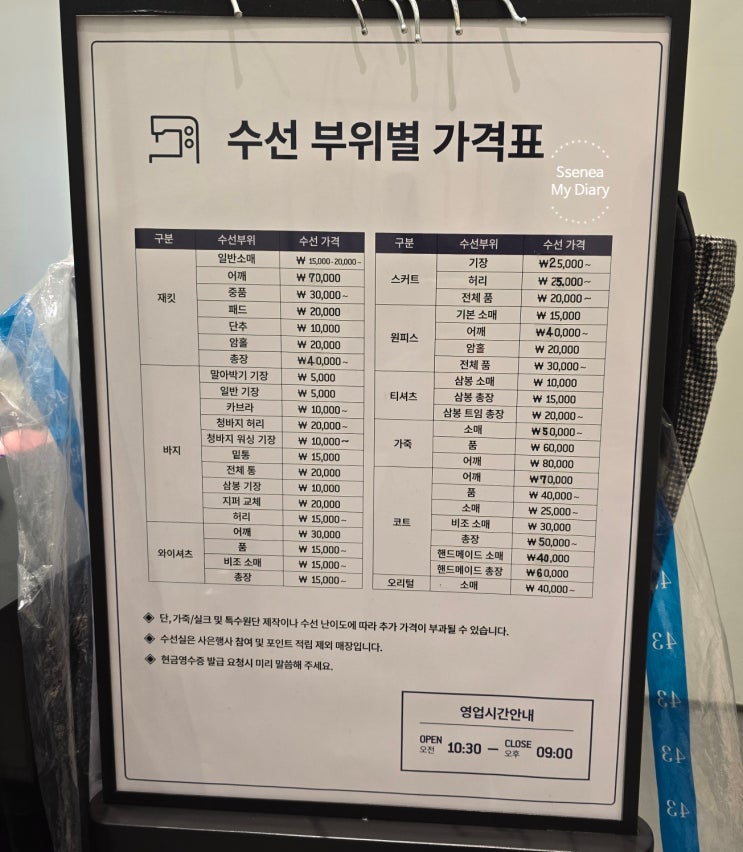 수선 부위별 가격표
Ssenea
My Diary
구분 수선부위 수선 가격
재킷
일반소매 ₩ 15,000-20,000~
어깨 ₩ 70,000
중품 ₩ 30,000~
패드 ₩ 20,000
단추 ₩ 10,000
암홀 ₩ 20,000
총장 ₩40,000~
바지
말아박기 기장 ₩ 5,000
일반 기장 ₩ 5,000
카브라 ₩ 10,000~
청바지 허리 ₩ 20,000~
청바지 워싱 기장 ₩ 10,000~
밑통 ₩ 15,000
전체 통 ₩ 20,000
삼봉 기장 ₩ 10,000
지퍼 교체 ₩ 20,000
허리 ₩ 15,000~
와이셔츠
어깨 ₩ 30,000
품 ₩ 15,000~
비조 소매 ₩ 15,000~
총장 ₩ 15,000~
구분 수선부위 수선 가격
스커트
기장 ₩25,000~
허리 ₩ 25,000~
전체 품 ₩ 20,000~
원피스
기본 소매 ₩ 15,000
어깨 ₩40,000~
암홀 ₩ 20,000
전체 품 ₩ 30,000~
티셔츠
삼봉 소매 ₩ 10,000
삼봉 총장 ₩ 15,000
삼봉 트임 총장 ₩ 20,000~
가죽
소매 ₩50,000~
품 ₩ 60,000
어깨 ₩ 80,000
코트
어깨 ₩70,000
품 ₩ 40,000~
소매 ₩ 25,000~
비조 소매 ₩ 30,000
총장 ₩50,000~
핸드메이드 소매 ₩40,000
핸드메이드 총장 ₩60,000
오리털 소매 ₩ 40,000~
◈ 단, 가죽/실크 및 특수원단 제작이나 수선 난이도에 따라 추가 가격이 부과될 수 있습니다.
◈ 수선실은 사은행사 참여 및 포인트 적립 제외 매장입니다.
◈ 현금영수증 발급 요청시 미리 말씀해 주세요.
영업시간안내
OPEN 오전 10:30 — CLOSE 오후 09:00
43
43
43
43